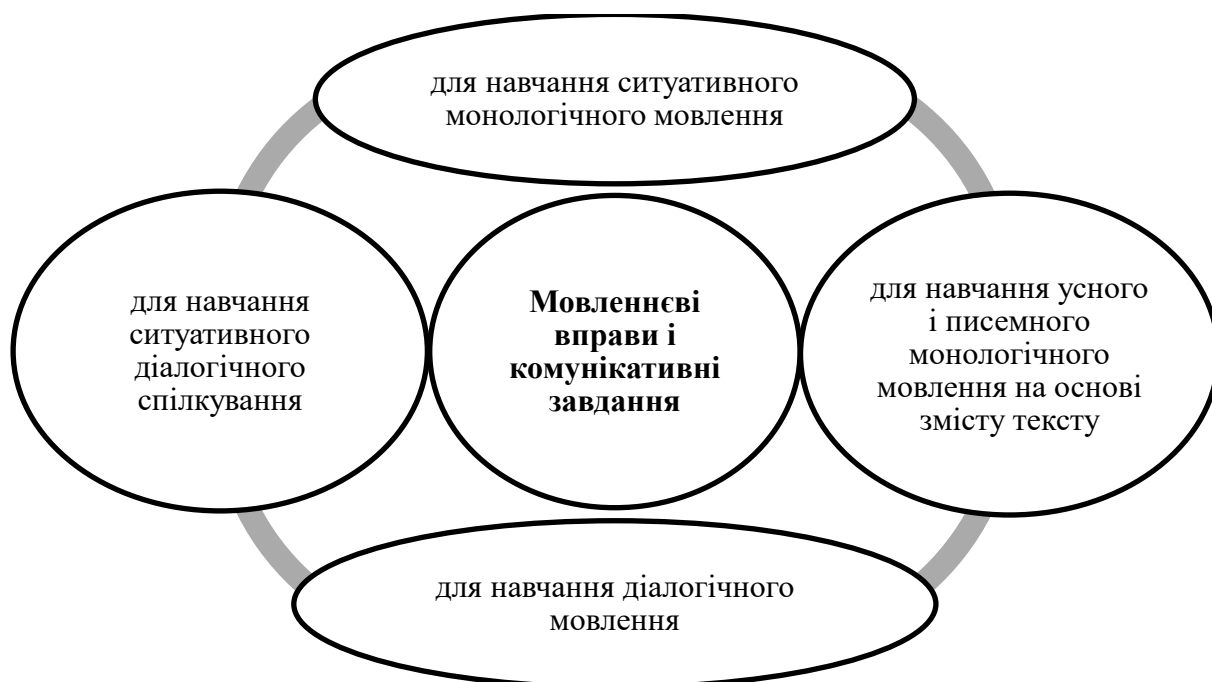 для навчання ситуативного
монологічного мовлення
для навчання
ситуативного
діалогічного
спілкування
Мовленнєві
вправи і
комунікативні
завдання
для навчання усного
і писемного
монологічного
мовлення на основі
змісту тексту
для навчання діалогічного
мовлення